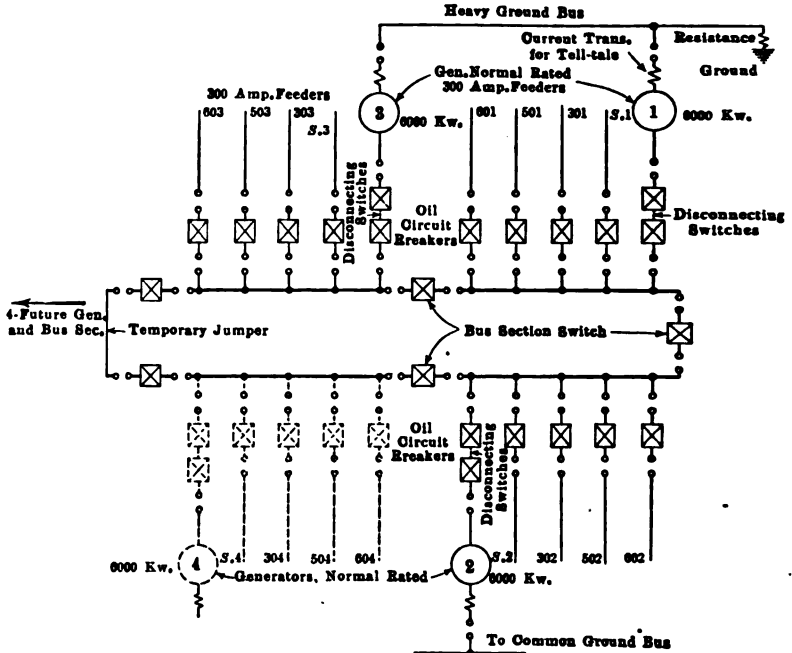 Heavy Ground Bus
Current Trans.
for Tell-tale
Resistance
Ground
Gen. Normal Rated
300 Amp. Feeders
300 Amp. Feeders
603 503 303
S.3
3
6000 Kw.
601 501 301
S.1
1
6000 Kw.
Disconnecting
Switches
Oil
Circuit
Breakers
Disconnecting
Switches
4-Future Gen.
and Bus Sec.
Temporary Jumper
Bus Section Switch
Oil
Circuit
Breakers
Disconnecting
Switches
6000 Kw.
4
S.4 304 504 604
Generators, Normal Rated
2
S.2 302 502 602
6000 Kw.
To Common Ground Bus